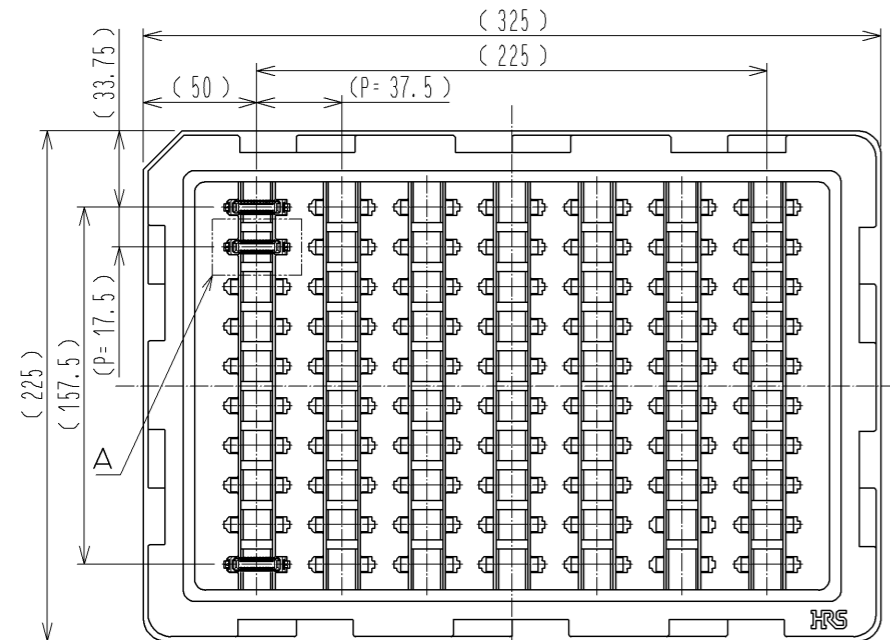 ( 325 )
( 225 )
( 50 )
(P= 37.5)
( 33.75 )
(P= 17.5)
( 157.5 )
( 225 )
A
HRS